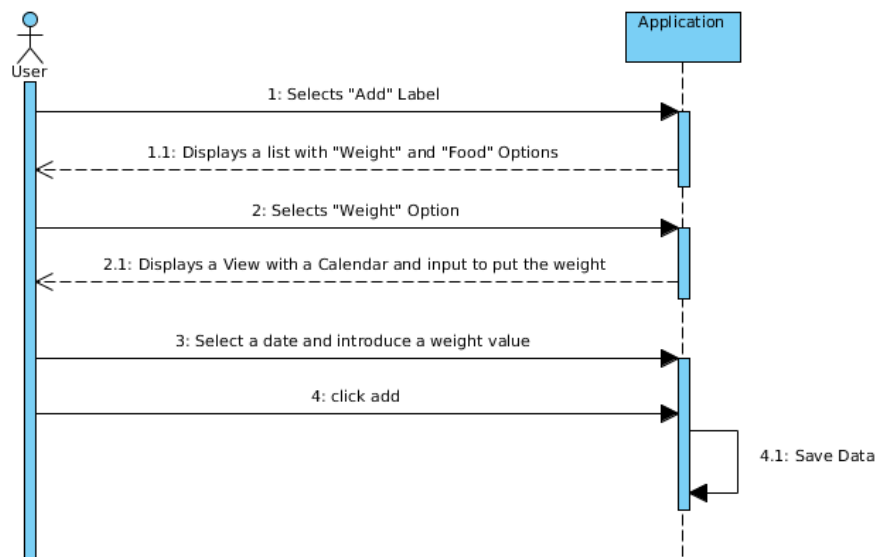 Application
User
1: Selects "Add" Label
1.1: Displays a list with "Weight" and "Food" Options
2: Selects "Weight" Option
2.1: Displays a View with a Calendar and input to put the weight
3: Select a date and introduce a weight value
4: click add
4.1: Save Data